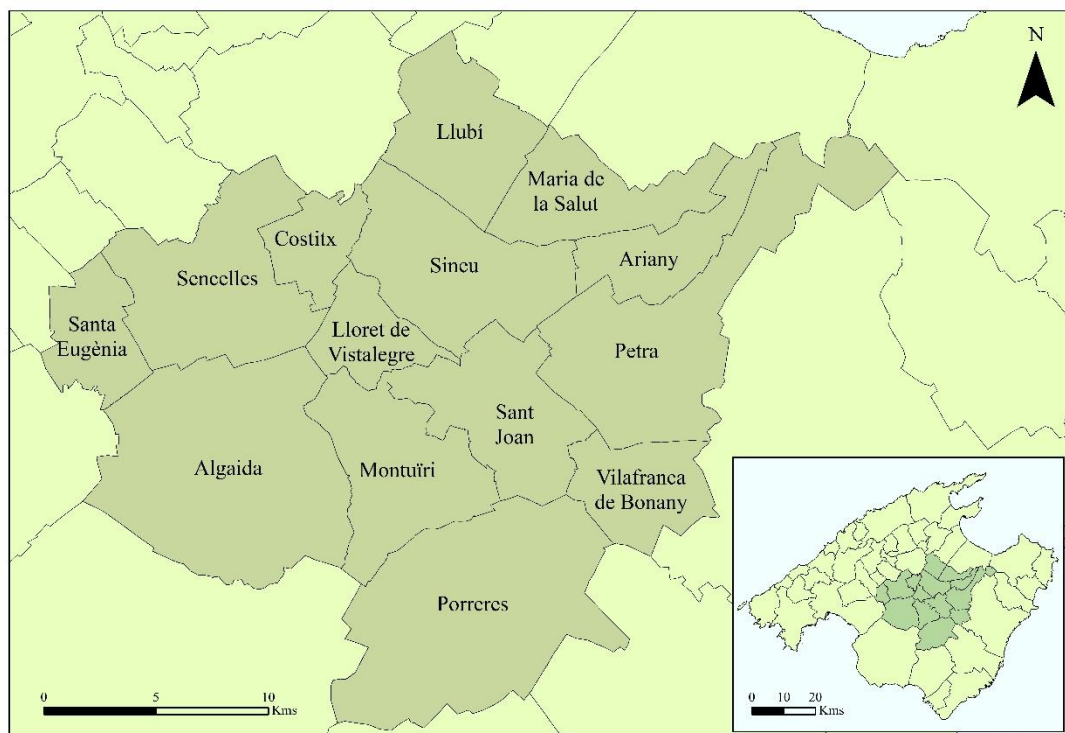 N
Llubí
Maria de
la Salut
Costitx
Sineu
Ariany
Sencelles
Santa
Eugènia
Lloret de
Vistalegre
Petra
Sant
Joan
Algaida
Montuïri
Vilafranca
de Bonany
Porreres
0 5 10
Kms
0 10 20
Kms